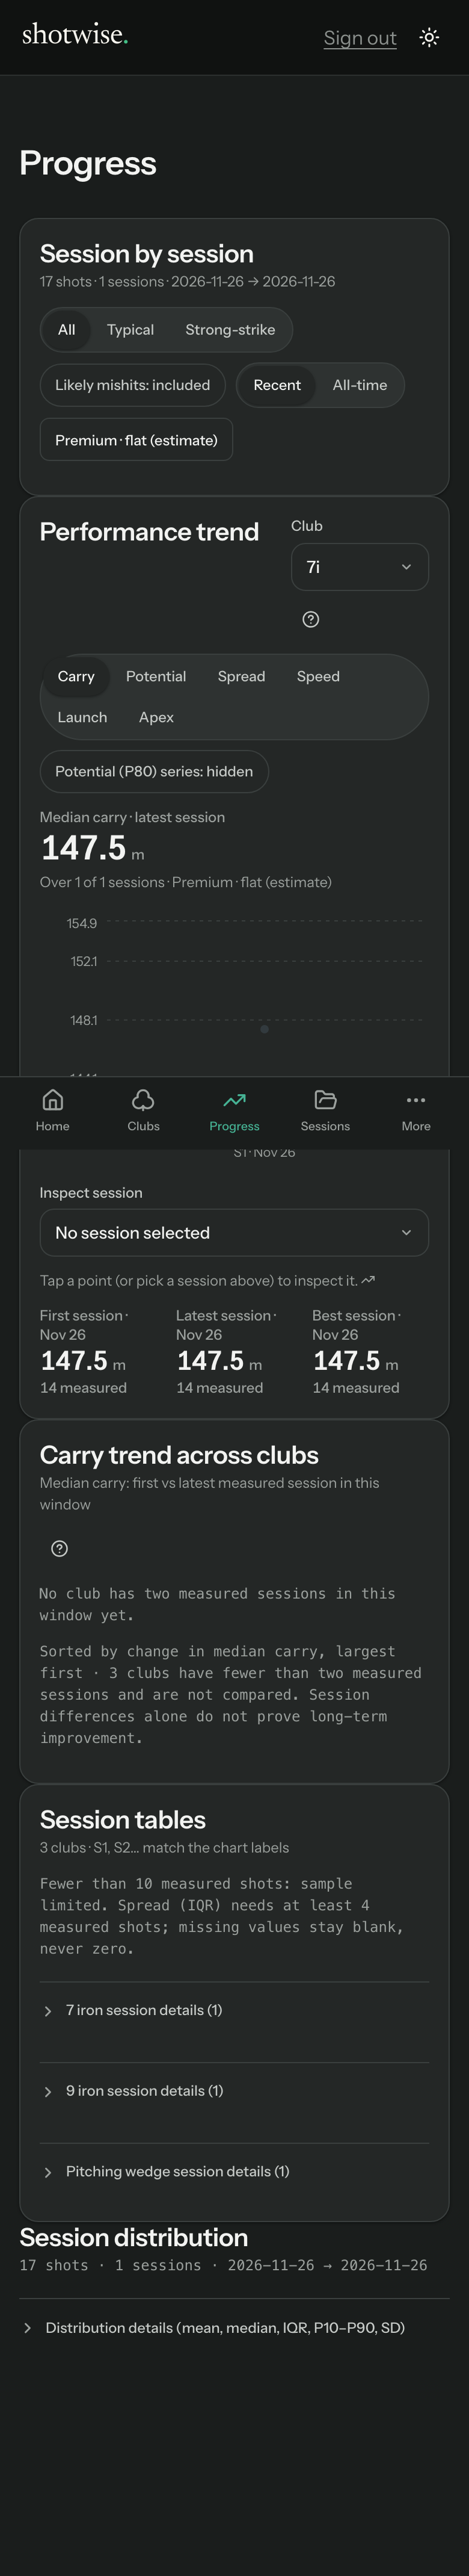 shotwise.
Sign out
Progress
Session by session
17 shots · 1 sessions · 2026-11-26 → 2026-11-26
All Typical Strong-strike
Likely mishits: included Recent All-time
Premium · flat (estimate)
Performance trend
Club
7i
Carry Potential Spread Speed
Launch Apex
Potential (P80) series: hidden
Median carry · latest session
147.5 m
Over 1 of 1 sessions · Premium · flat (estimate)
154.9
152.1
148.1
Home Clubs Progress Sessions More
S1 · Nov 26
Inspect session
No session selected
Tap a point (or pick a session above) to inspect it.
First session · Latest session · Best session ·
Nov 26 Nov 26 Nov 26
147.5 m 147.5 m 147.5 m
14 measured 14 measured 14 measured
Carry trend across clubs
Median carry: first vs latest measured session in this
window
No club has two measured sessions in this
window yet.
Sorted by change in median carry, largest
first · 3 clubs have fewer than two measured
sessions and are not compared. Session
differences alone do not prove long-term
improvement.
Session tables
3 clubs · S1, S2... match the chart labels
Fewer than 10 measured shots: sample
limited. Spread (IQR) needs at least 4
measured shots; missing values stay blank,
never zero.
7 iron session details (1)
9 iron session details (1)
Pitching wedge session details (1)
Session distribution
17 shots · 1 sessions · 2026-11-26 → 2026-11-26
Distribution details (mean, median, IQR, P10–P90, SD)